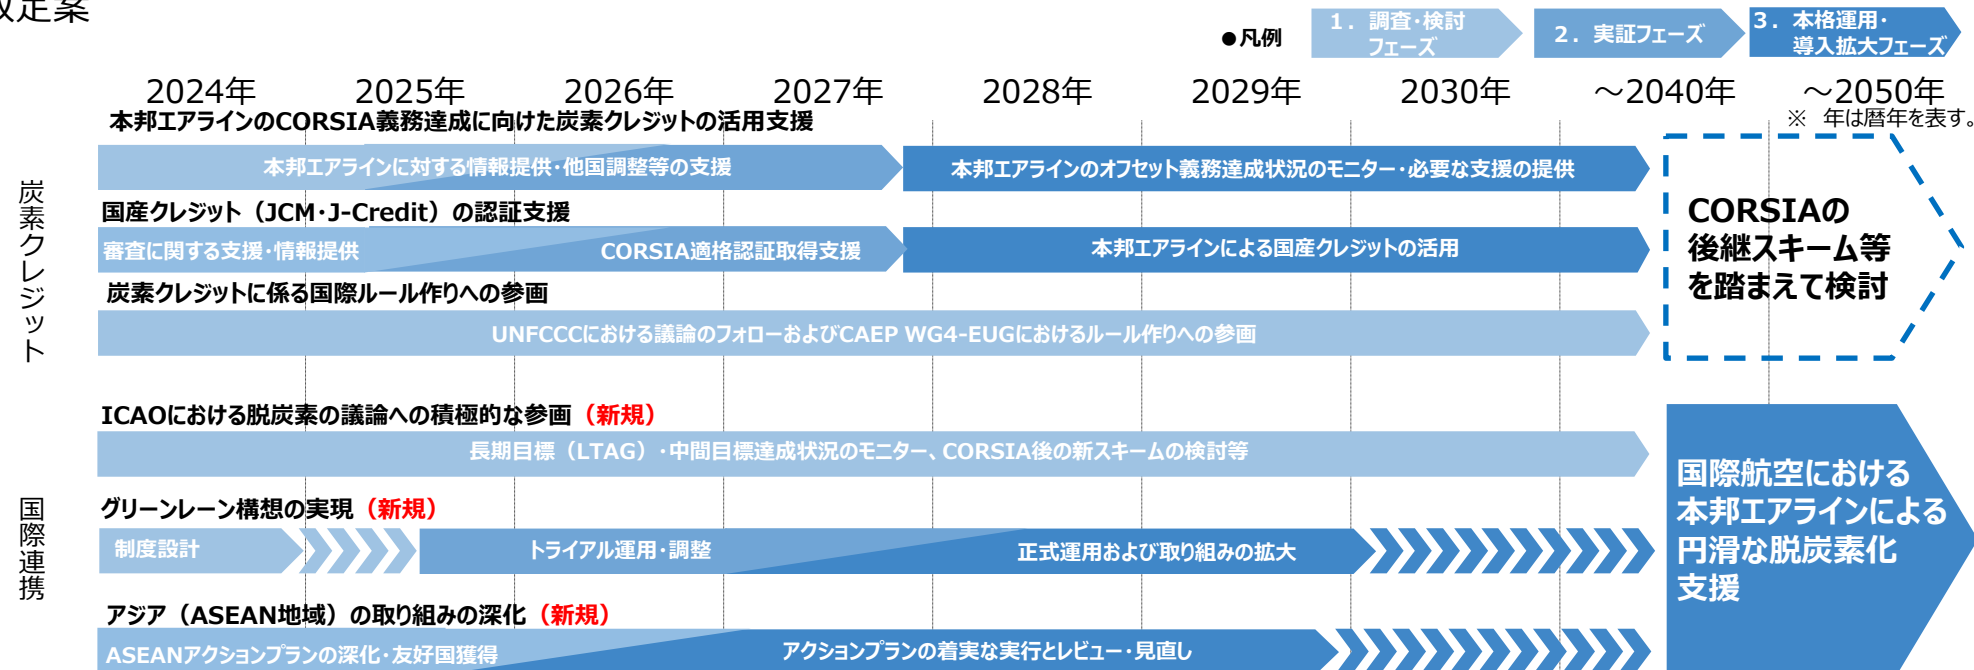 改定案
●凡例
1. 調査・検討
フェーズ
2. 実証フェーズ
3. 本格運用・
導入拡大フェーズ
2024年 2025年 2026年 2027年 2028年 2029年 2030年 ～2040年 ～2050年
※ 年は暦年を表す。
炭素クレジット
本邦エアラインのCORSIA義務達成に向けた炭素クレジットの活用支援
本邦エアラインに対する情報提供・他国調整等の支援
本邦エアラインのオフセット義務達成状況のモニター・必要な支援の提供
国産クレジット（JCM・J-Credit）の認証支援
審査に関する支援・情報提供
CORSIA適格認証取得支援
本邦エアラインによる国産クレジットの活用
炭素クレジットに係る国際ルール作りへの参画
UNFCCCにおける議論のフォローおよびCAEP WG4-EUGにおけるルール作りへの参画
CORSIAの
後継スキーム等
を踏まえて検討
国際連携
ICAOにおける脱炭素の議論への積極的な参画（新規）
長期目標（LTAG）・中間目標達成状況のモニター、CORSIA後の新スキームの検討等
グリーンレーン構想の実現（新規）
制度設計
トライアル運用・調整
正式運用および取り組みの拡大
アジア（ASEAN地域）の取り組みの深化（新規）
ASEANアクションプランの深化・友好国獲得
アクションプランの着実な実行とレビュー・見直し
国際航空における
本邦エアラインによる
円滑な脱炭素化
支援